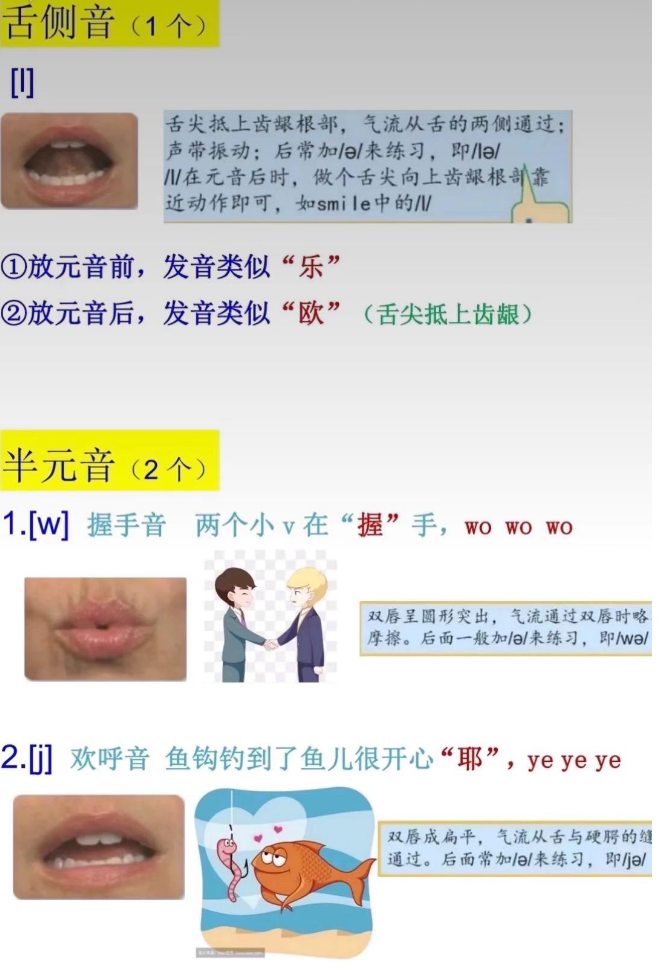 舌侧音（1 个）
[l]
舌尖抵上齿龈根部，气流从舌的两侧通过；
声带振动；后常加/ə/来练习，即/lə/
/l/在元音后时，做个舌尖向上齿龈根部靠
近动作即可，如smile中的/l/
①放元音前，发音类似“乐”
②放元音后，发音类似“欧”（舌尖抵上齿龈）
半元音（2 个）
1.[w] 握手音 两个小 v 在“握”手，wo wo wo
双唇呈圆形突出，气流通过双唇时略
摩擦。后面一般加/ə/来练习，即/wə/
2.[j] 欢呼音 鱼钩钓到了鱼儿很开心“耶”，ye ye ye
双唇成扁平，气流从舌与硬腭的缝
通过。后面常加/ə/来练习，即/jə/